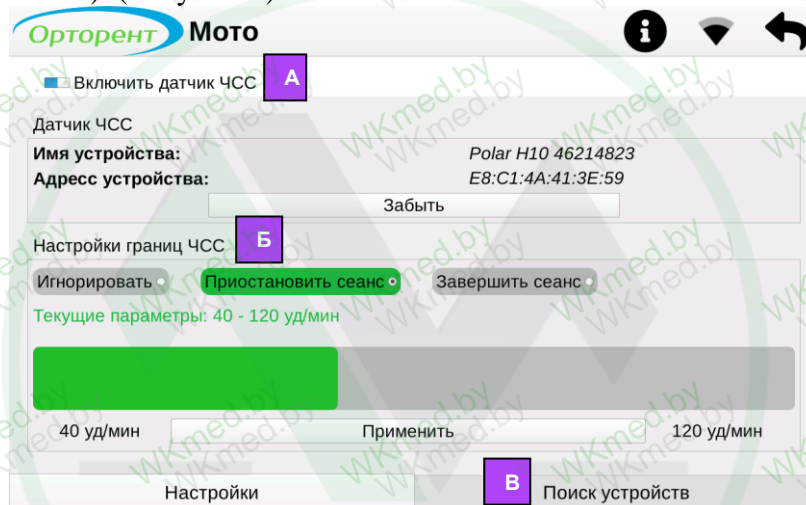 Орторент Мото
Включить датчик ЧСС А
Датчик ЧСС
Имя устройства: Polar H10 46214823
Адресс устройства: E8:C1:4A:41:3E:59
Забыть
Настройки границ ЧСС Б
Игнорировать Приостановить сеанс Завершить сеанс
Текущие параметры: 40 - 120 уд/мин
40 уд/мин Применить 120 уд/мин
Настройки В Поиск устройств
WKmed.by